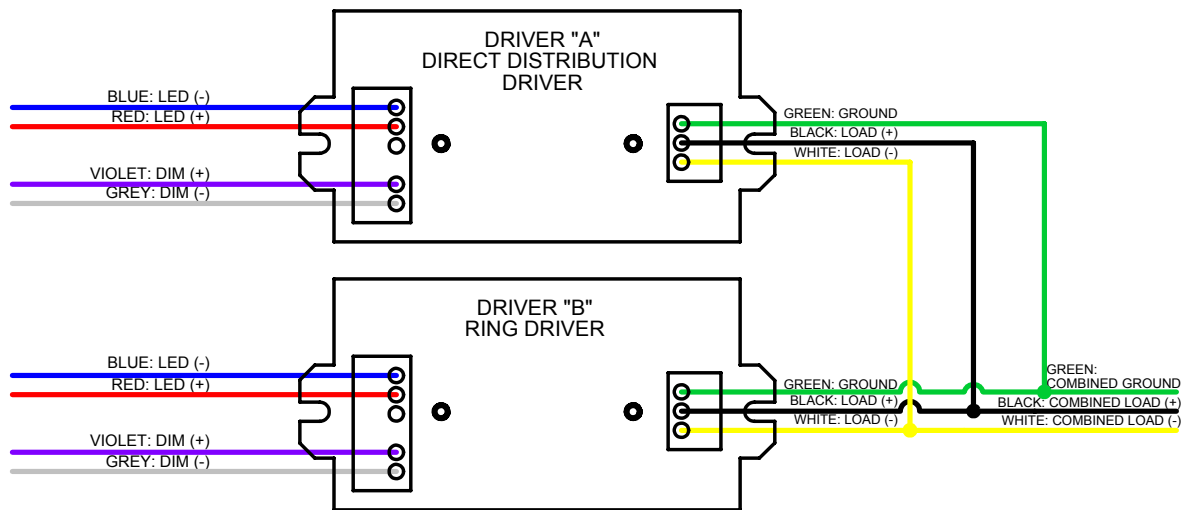 DRIVER "A"
DIRECT DISTRIBUTION
DRIVER
BLUE: LED (-)
RED: LED (+)
VIOLET: DIM (+)
GREY: DIM (-)
GREEN: GROUND
BLACK: LOAD (+)
WHITE: LOAD (-)
DRIVER "B"
RING DRIVER
BLUE: LED (-)
RED: LED (+)
VIOLET: DIM (+)
GREY: DIM (-)
GREEN: GROUND
BLACK: LOAD (+)
WHITE: LOAD (-)
GREEN:
COMBINED GROUND
BLACK: COMBINED LOAD (+)
WHITE: COMBINED LOAD (-)